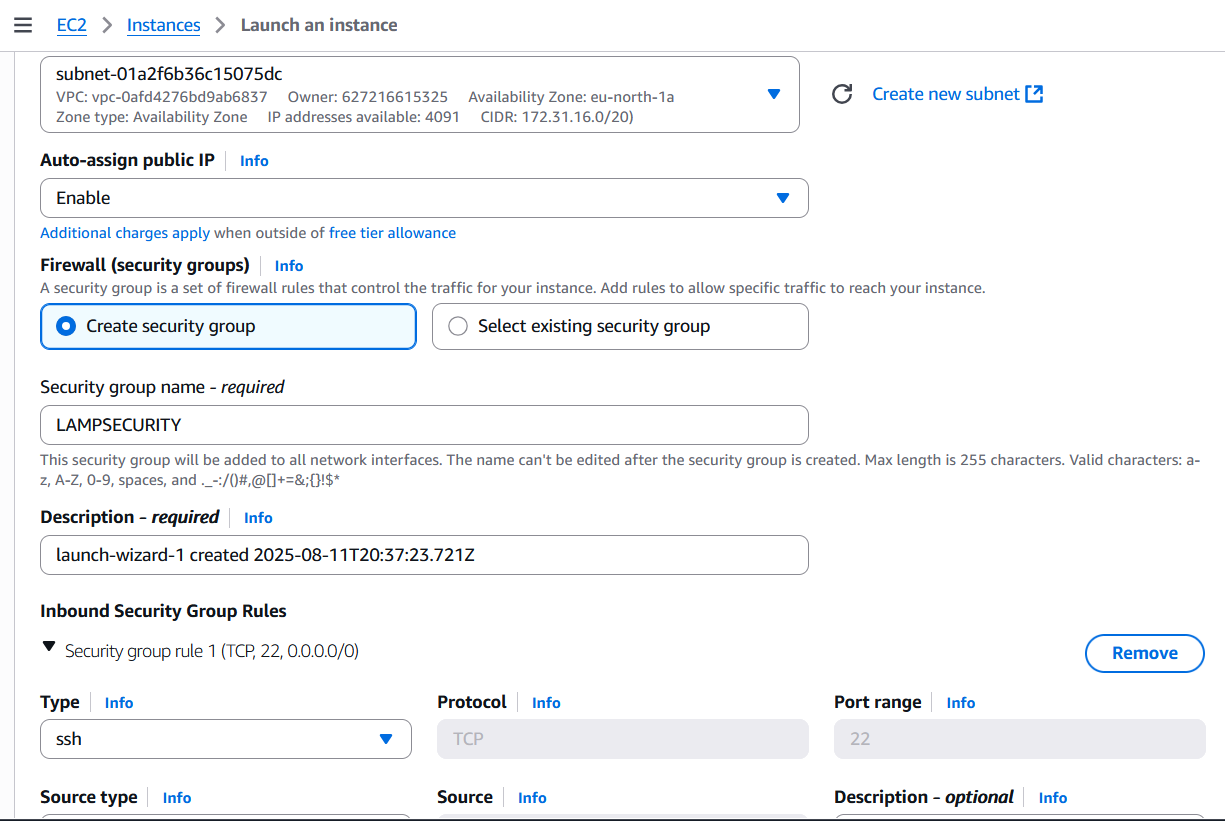 EC2 > Instances > Launch an instance
subnet-01a2f6b36c15075dc
VPC: vpc-0afd4276bd9ab6837 Owner: 627216615325 Availability Zone: eu-north-1a
Zone type: Availability Zone IP addresses available: 4091 CIDR: 172.31.16.0/20)
Create new subnet
Auto-assign public IP Info
Enable
Additional charges apply when outside of free tier allowance
Firewall (security groups) Info
A security group is a set of firewall rules that control the traffic for your instance. Add rules to allow specific traffic to reach your instance.
Create security group Select existing security group
Security group name - required
LAMPSECURITY
This security group will be added to all network interfaces. The name can't be edited after the security group is created. Max length is 255 characters. Valid characters: a-
z, A-Z, 0-9, spaces, and ._-:/()#,@[]+=&;{}!$*
Description - required Info
launch-wizard-1 created 2025-08-11T20:37:23.721Z
Inbound Security Group Rules
Security group rule 1 (TCP, 22, 0.0.0.0/0) Remove
Type Info Protocol Info Port range Info
ssh TCP 22
Source type Info Source Info Description - optional Info